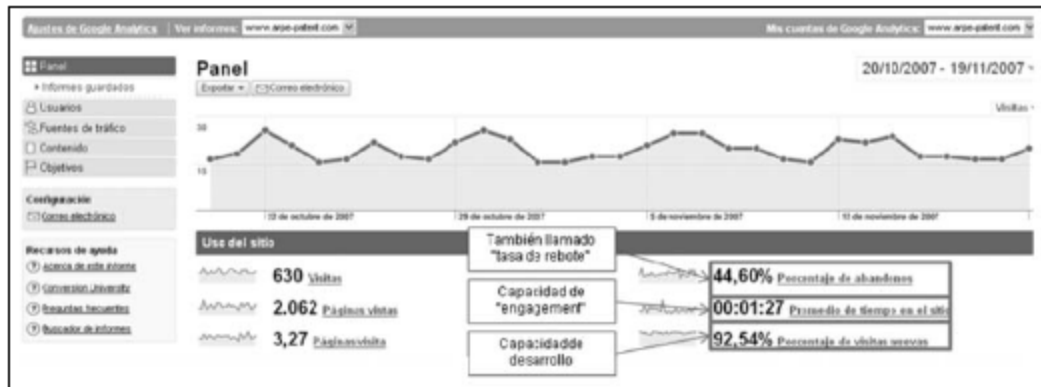 Ajustes de Google Analytics
Ver informes: www.arpe-patent.com
Mis cuentas de Google Analytics: www.arpe-patent.com
Panel
Informes guardados
Usuarios
Fuentes de tráfico
Contenido
Objetivos
Configuración
Correo electrónico
Recursos de ayuda
Acerca de este informe
Conversion University
Preguntas frecuentes
Buscador de informes
Panel
20/10/2007 - 19/11/2007
Exportar
Correo electrónico
Visitas
30
15
22 de octubre de 2007
29 de octubre de 2007
5 de noviembre de 2007
12 de noviembre de 2007
Uso del sitio
630 Visitas
2.062 Páginas vistas
3,27 Páginas/visita
También llamado
"tasa de rebote"
Capacidad de
"engagement"
Capacidad de
desarrollo
44,60% Porcentaje de abandonos
00:01:27 Promedio de tiempo en el sitio
92,54% Porcentaje de visitas nuevas